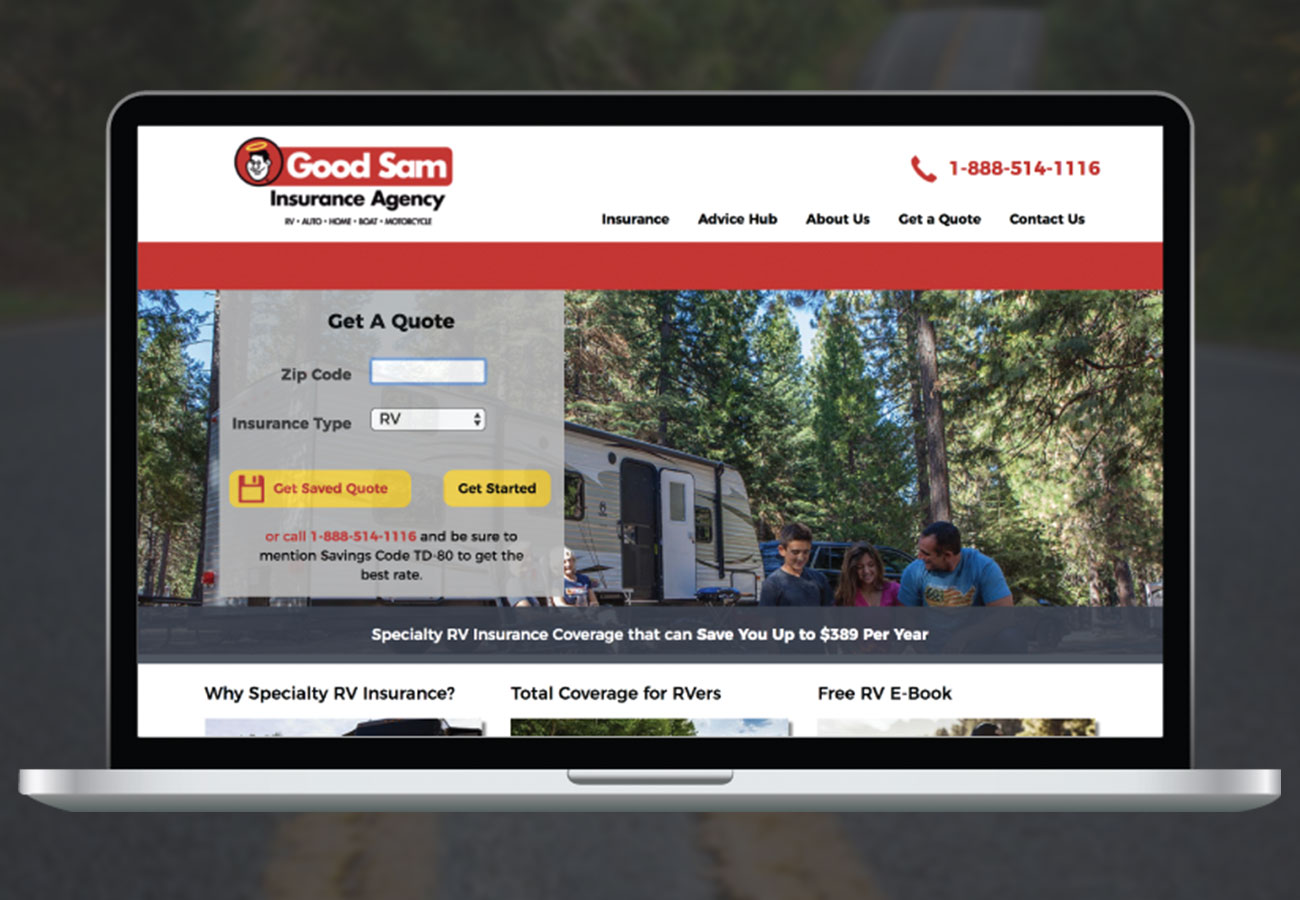 Good Sam
Insurance Agency
RV • AUTO • HOME • BOAT • MOTORCYCLE
1-888-514-1116
Insurance Advice Hub About Us Get a Quote Contact Us
Get A Quote
Zip Code
Insurance Type RV
Get Saved Quote Get Started
or call 1-888-514-1116 and be sure to
mention Savings Code TD-80 to get the
best rate.
Specialty RV Insurance Coverage that can Save You Up to $389 Per Year
Why Specialty RV Insurance? Total Coverage for RVers Free RV E-Book